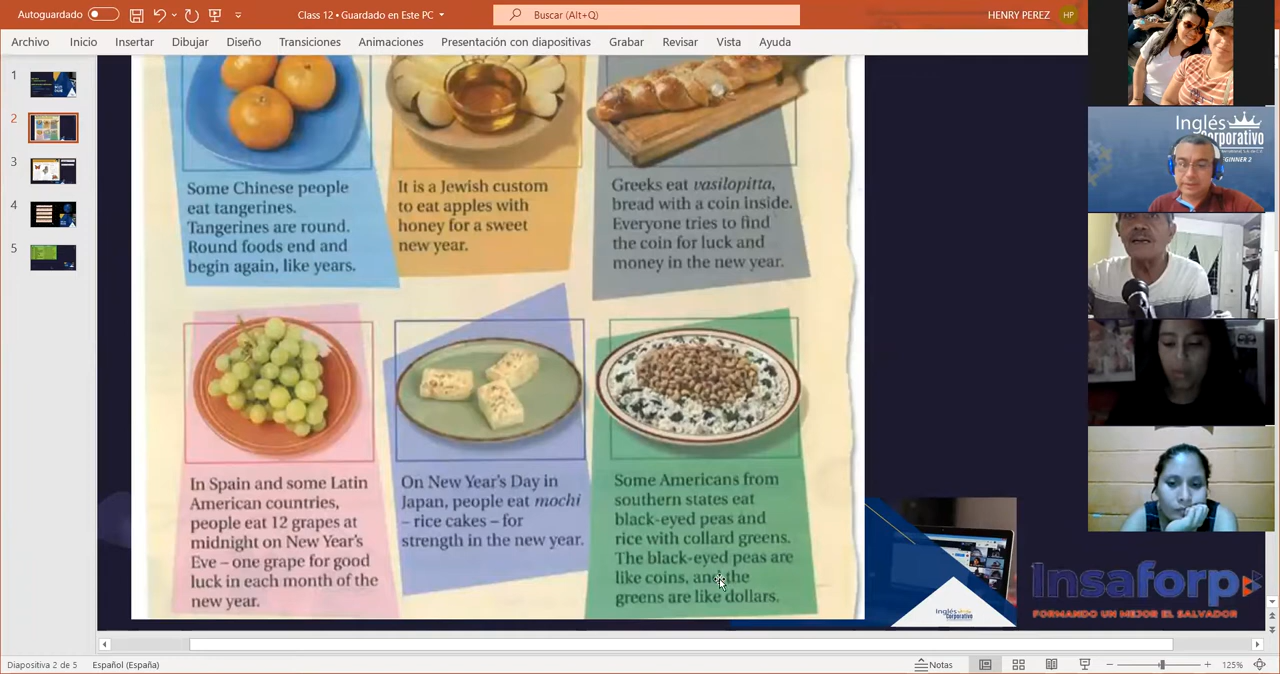 Autoguardado
Class 12 • Guardado en Este PC
Buscar (Alt+Q)
HENRY PEREZ
HP
Archivo
Inicio
Insertar
Dibujar
Diseño
Transiciones
Animaciones
Presentación con diapositivas
Grabar
Revisar
Vista
Ayuda
1
2
3
4
5
Some Chinese people
eat tangerines.
Tangerines are round.
Round foods end and
begin again, like years.
It is a Jewish custom
to eat apples with
honey for a sweet
new year.
Greeks eat vasilopitta,
bread with a coin inside.
Everyone tries to find
the coin for luck and
money in the new year.
In Spain and some Latin
American countries,
people eat 12 grapes at
midnight on New Year's
Eve – one grape for good
luck in each month of the
new year.
On New Year's Day in
Japan, people eat mochi
– rice cakes – for
strength in the new year.
Some Americans from
southern states eat
black-eyed peas and
rice with collard greens.
The black-eyed peas are
like coins, and the
greens are like dollars.
Inglés
Corporativo
Inglés
Corporativo
EGINNER 2
Insaforp
FORMANDO UN MEJOR EL SALVADOR
Diapositiva 2 de 5
Español (España)
Notas
125%